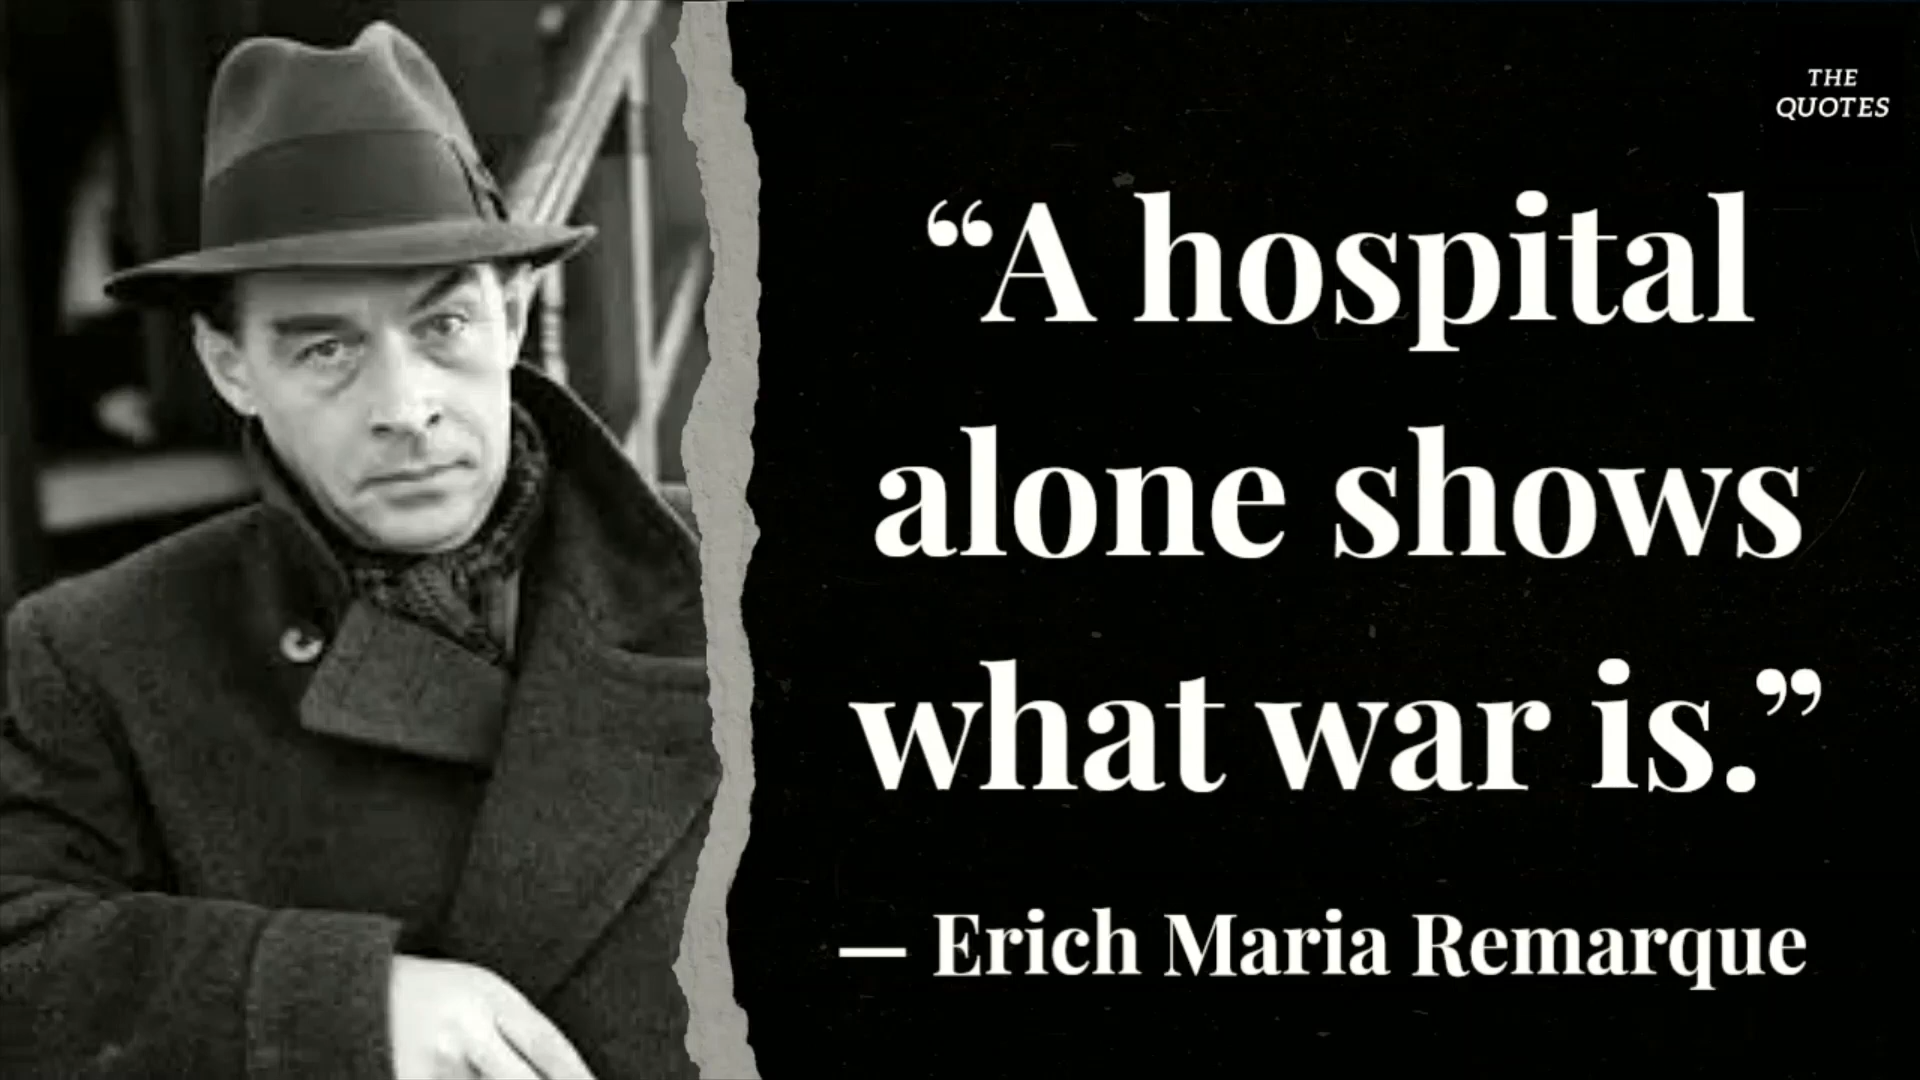 THE
QUOTES
“A hospital
alone shows
what war is.”
— Erich Maria Remarque